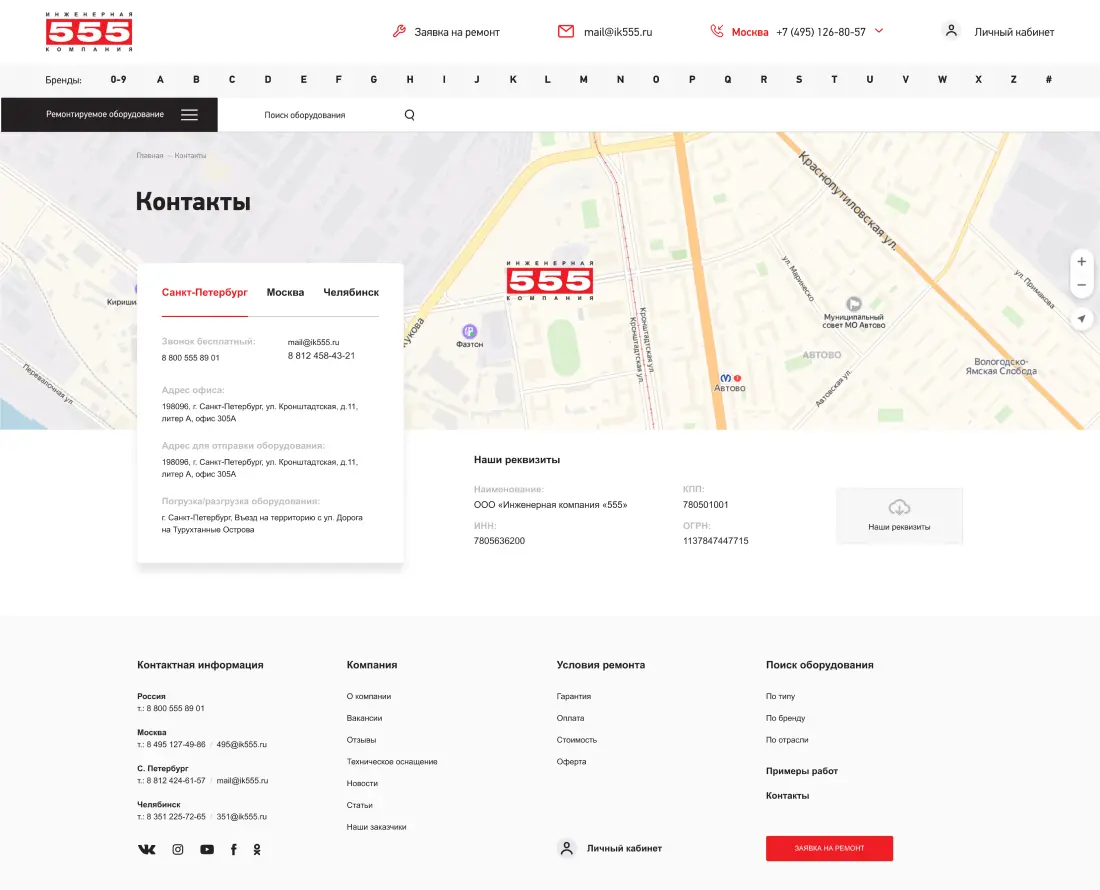 ИНЖЕНЕРНАЯ
555
КОМПАНИЯ
Заявка на ремонт
mail@ik555.ru
Москва +7 (495) 126-80-57
Личный кабинет
Бренды: 0-9 A B C D E F G H I J K L M N O P Q R S T U V W X Z #
Ремонтируемое оборудование
Поиск оборудования
Главная – Контакты
Контакты
Краснопутиловская ул.
ул. Маринеско
ул. Примакова
ИНЖЕНЕРНАЯ
555
КОМПАНИЯ
Муниципальный
совет МО Автово
Фаэтон
Кронштадтская ул.
Кронштадтская ул.
АВТОВО
Автово
Автовская ул.
Вологодско-
Ямская Слобода
Перевалочная ул.
Санкт-Петербург Москва Челябинск
Звонок бесплатный:
8 800 555 89 01
mail@ik555.ru
8 812 458-43-21
Адрес офиса:
198096, г. Санкт-Петербург, ул. Кронштадтская, д.11,
литер А, офис 305А
Адрес для отправки оборудования:
198096, г. Санкт-Петербург, ул. Кронштадтская, д.11,
литер А, офис 305А
Погрузка/разгрузка оборудования:
г. Санкт-Петербург, Въезд на территорию с ул. Дорога
на Турухтанные Острова
Наши реквизиты
Наименование:
ООО «Инженерная компания «555»
КПП:
780501001
ИНН:
7805636200
ОГРН:
1137847447715
Наши реквизиты
Контактная информация
Россия
т.: 8 800 555 89 01
Москва
т.: 8 495 127-49-86 / 495@ik555.ru
С. Петербург
т.: 8 812 424-61-57 / mail@ik555.ru
Челябинск
т.: 8 351 225-72-65 / 351@ik555.ru
Компания
О компании
Вакансии
Отзывы
Техническое оснащение
Новости
Статьи
Наши заказчики
Условия ремонта
Гарантия
Оплата
Стоимость
Оферта
Личный кабинет
Поиск оборудования
По типу
По бренду
По отрасли
Примеры работ
Контакты
ЗАЯВКА НА РЕМОНТ